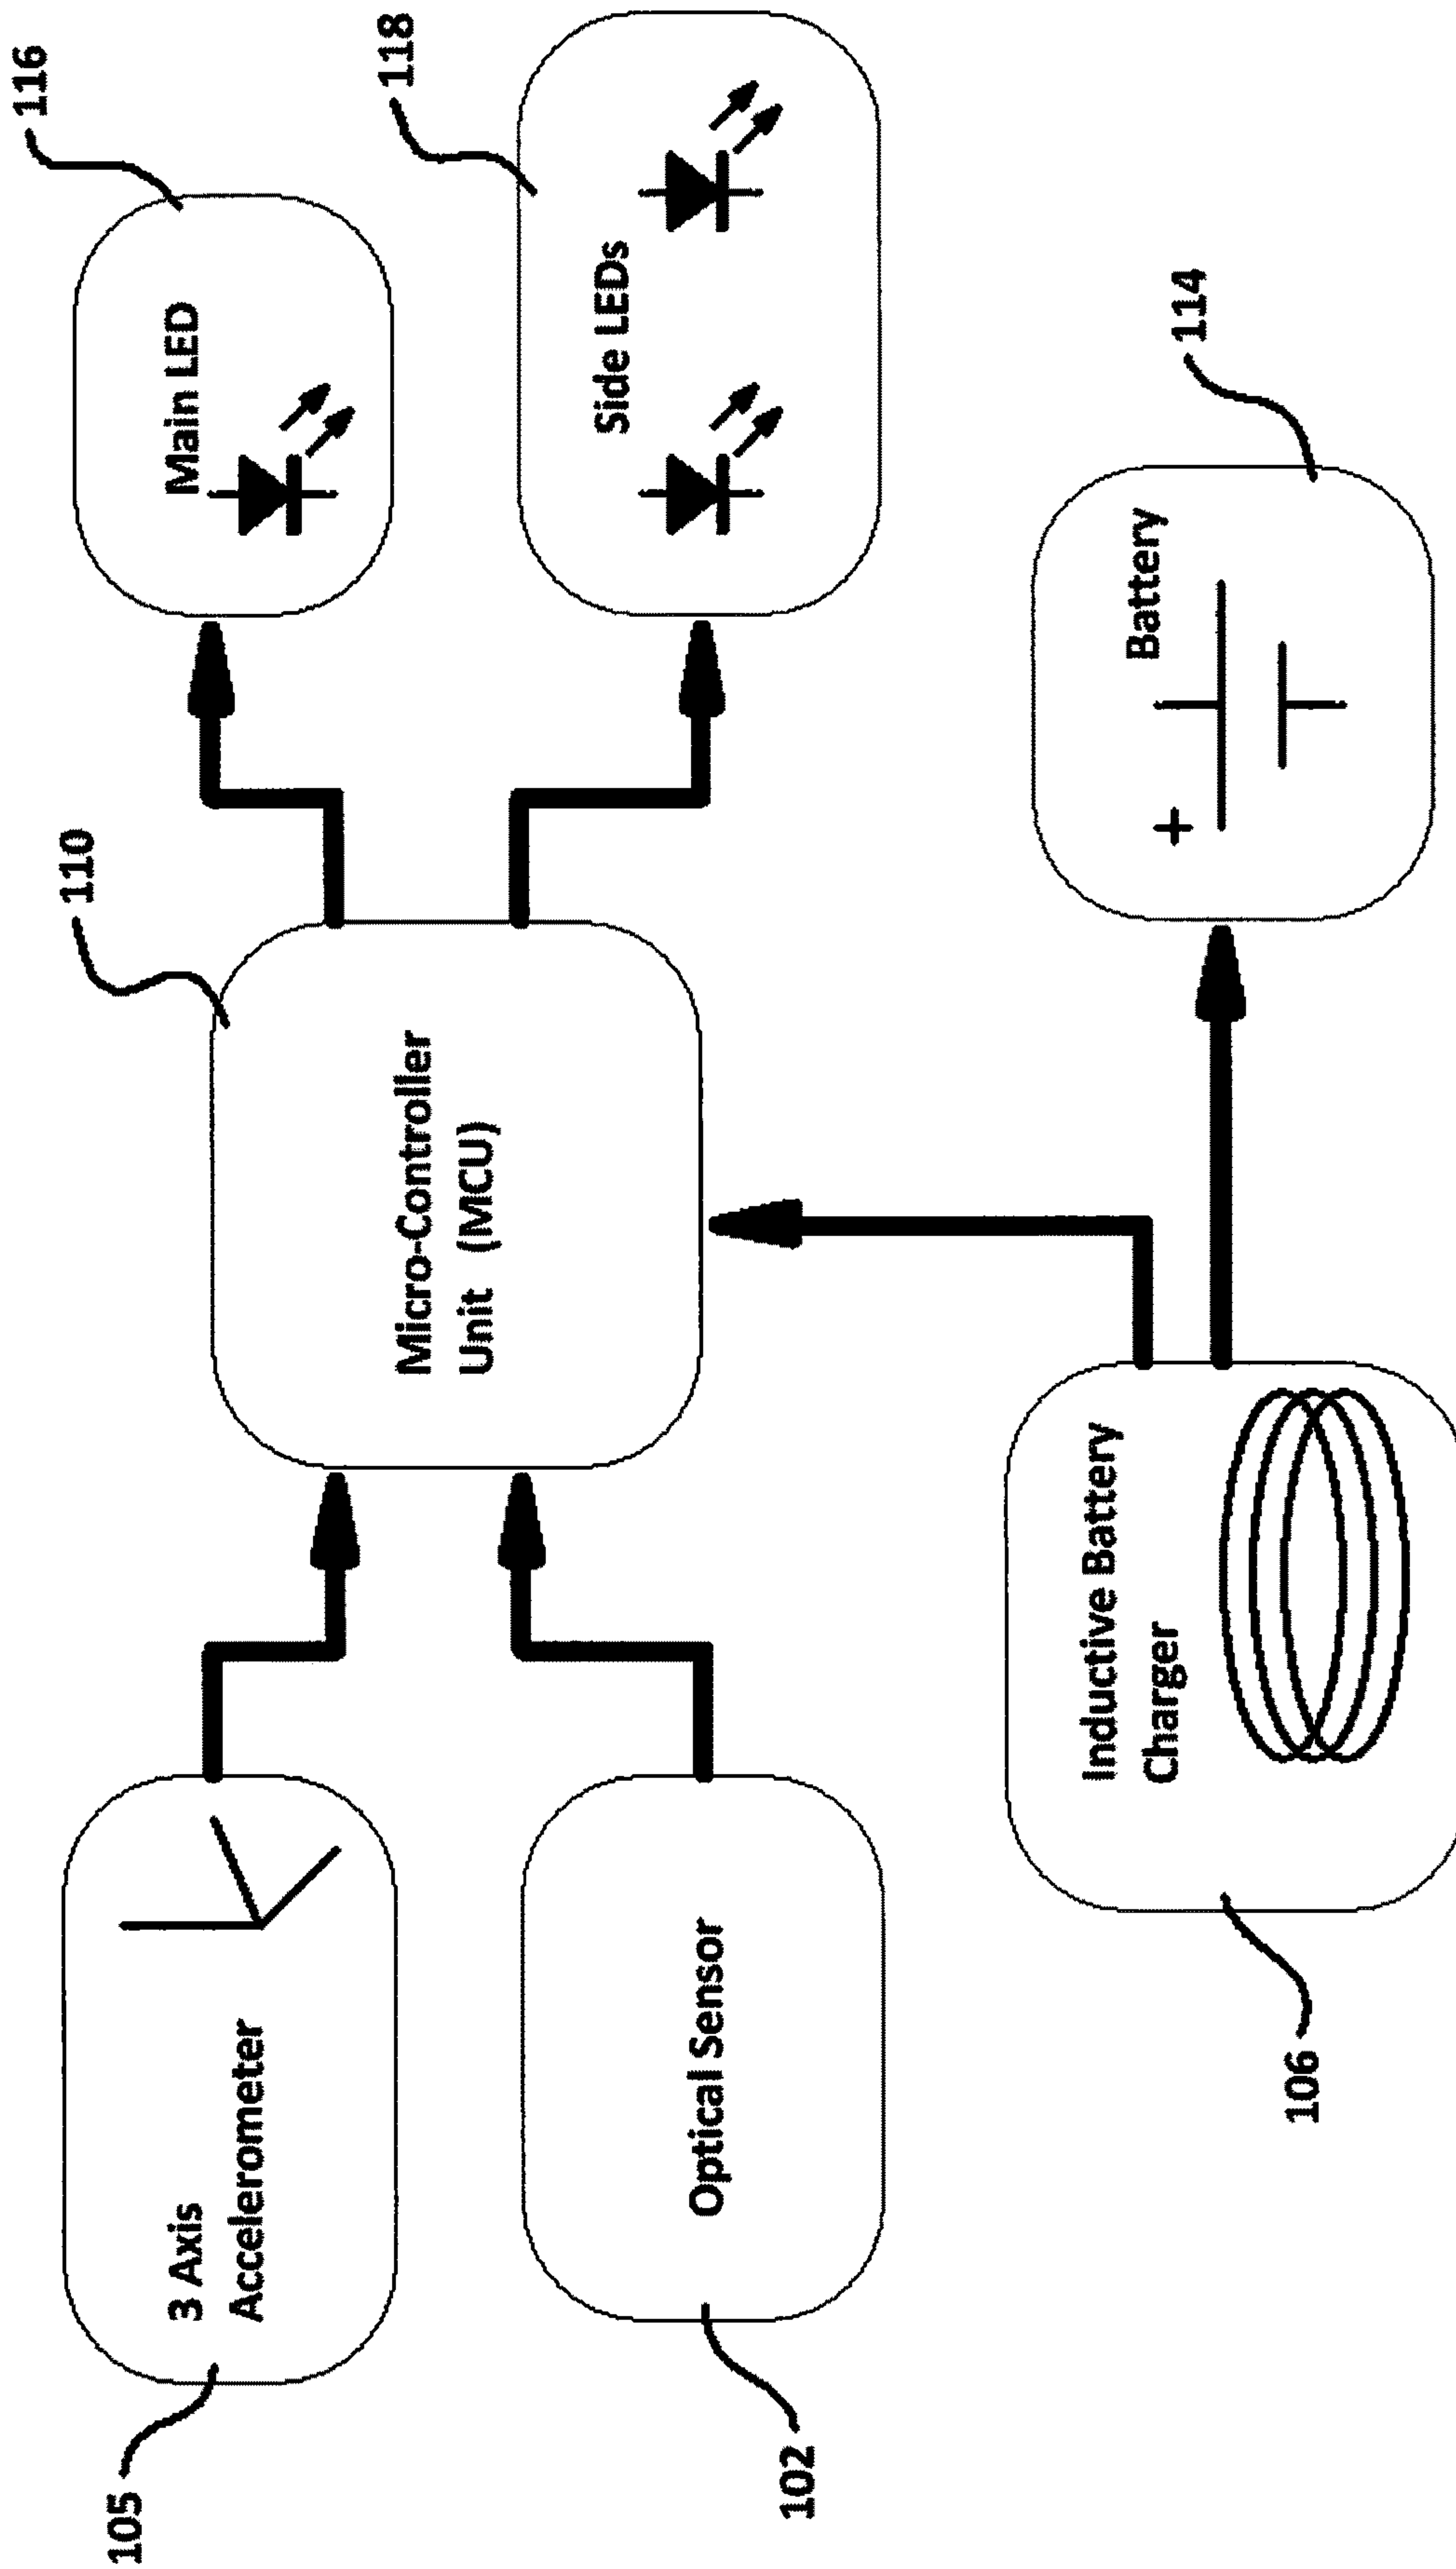 105
3 Axis
Accelerometer
110
Micro-Controller
Unit (MCU)
116
Main LED
118
Side LEDs
102
Optical Sensor
106
Inductive Battery
Charger
114
Battery
+